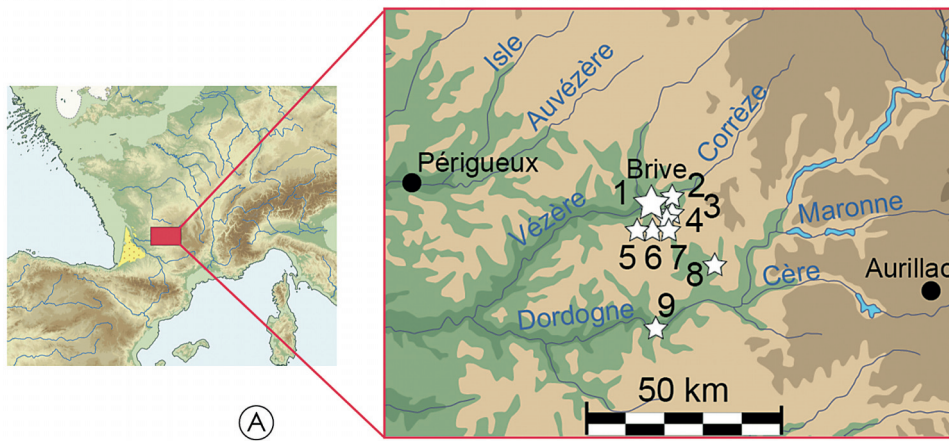 Isle
Auvézère
Corrèze
Périgueux
Brive
1
2
3
4
Vézère
Maronne
5 6 7
8
Cère
Aurillac
Dordogne
9
50 km
A